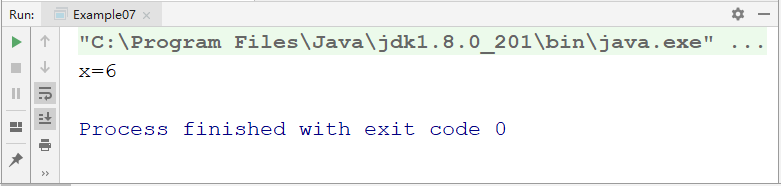 Run: Example07
"C:\Program Files\Java\jdk1.8.0_201\bin\java.exe" ...
x=6
Process finished with exit code 0